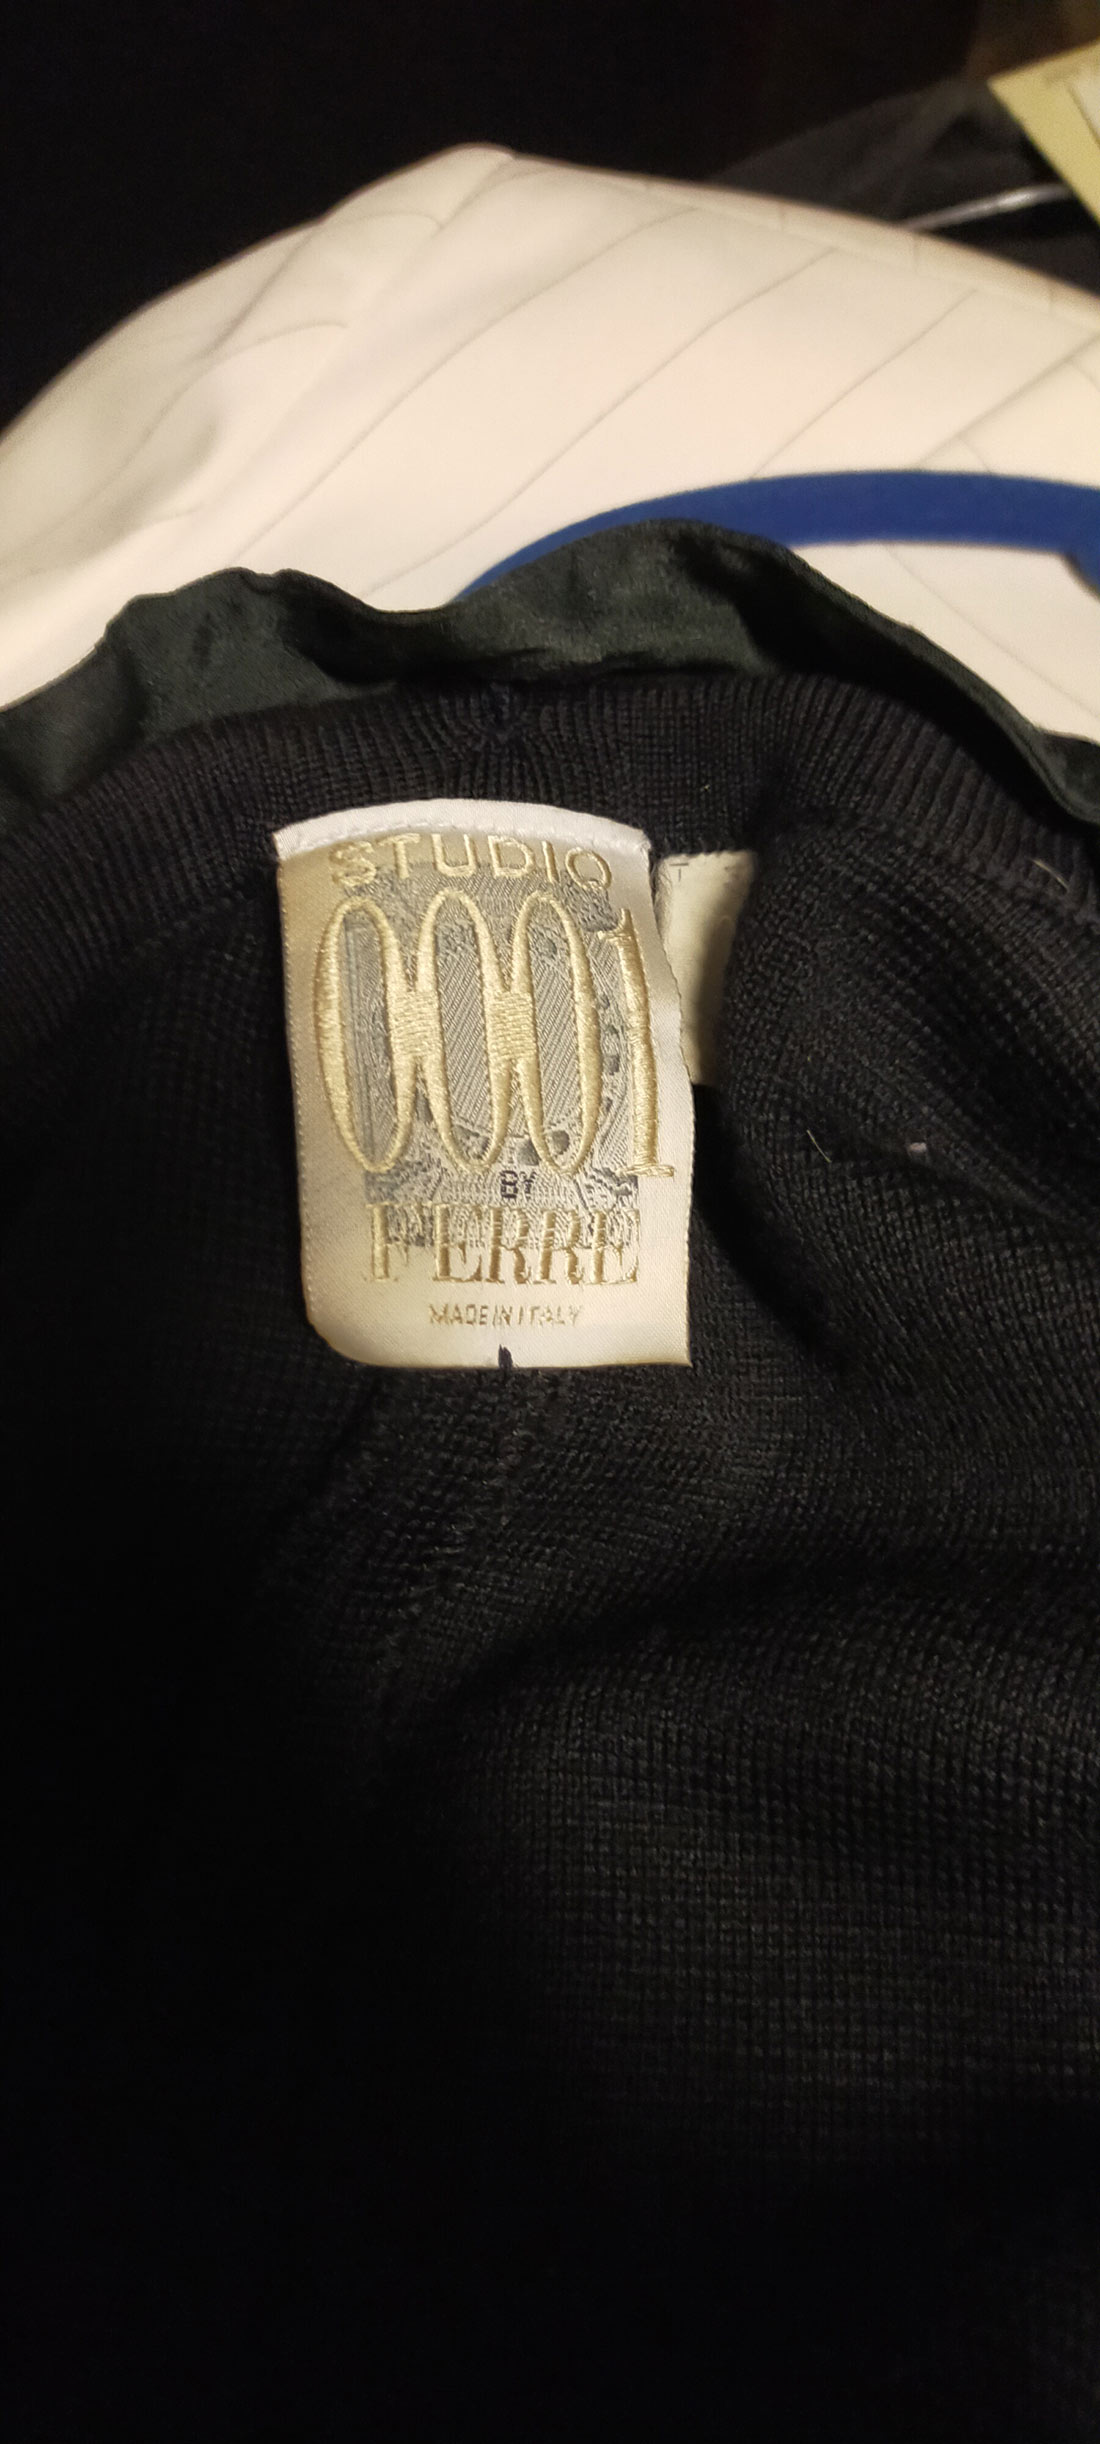 STUDIO
0001
BY
FERRE
MADE IN ITALY